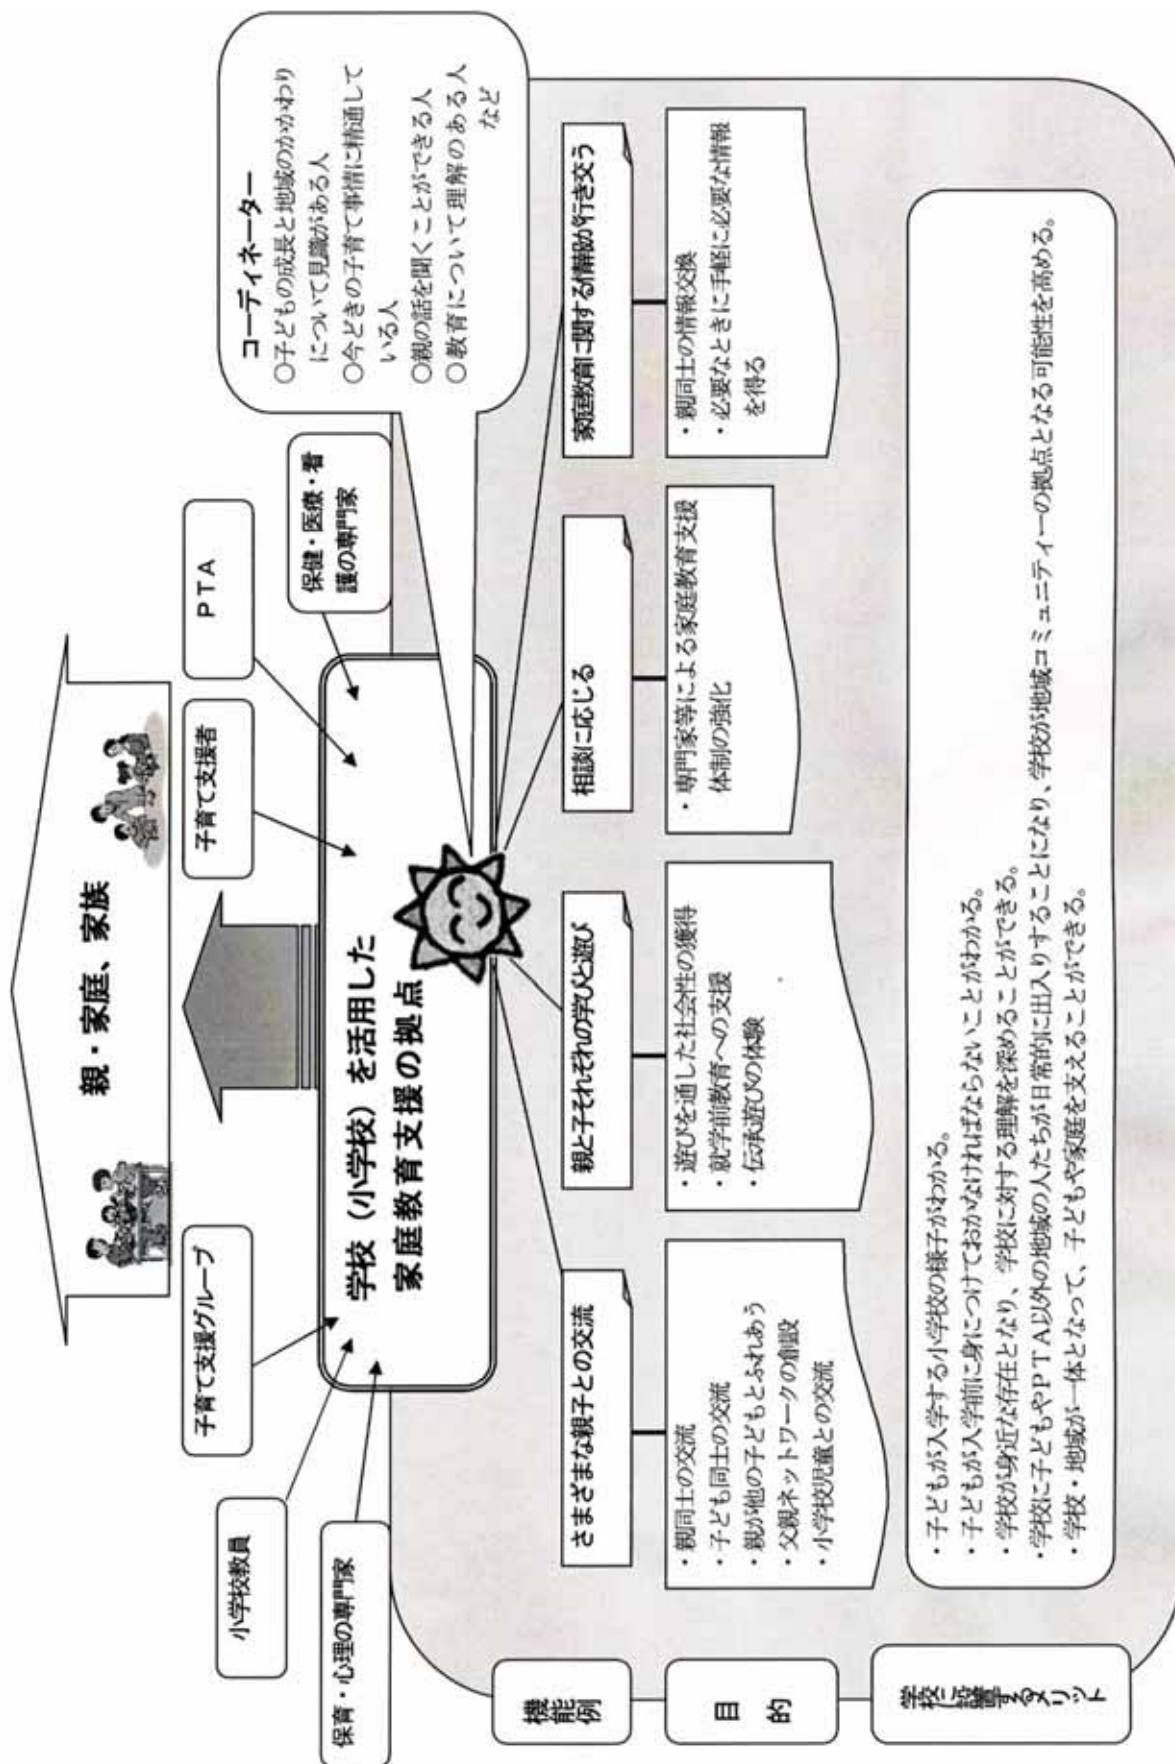 親・家庭、家族
子育て支援グループ
子育て支援者
PTA
小学校教員
保育・心理の専門家
保健・医療・看
護の専門家
学校（小学校）を活用した
家庭教育支援の拠点
コーディネーター
○子どもの成長と地域のかかわり
について見識がある人
○今どきの子育て事情に精通して
いる人
○親の話を聞くことができる人
○教育について理解のある人
など
機能例
さまざまな親子との交流
親と子それぞれの学びと遊び
相談に応じる
家庭教育に関する情報が行き交う
目的
・親同士の交流
・子ども同士の交流
・親が他の子どもとふれあう
・父親ネットワークの創設
・小学校児童との交流
・遊びを通した社会性の獲得
・就学前教育への支援
・伝承遊びの体験
・専門家等による家庭教育支援
体制の強化
・親同士の情報交換
・必要なときに手軽に必要な情報
を得る
学校に設置するメリット
・子どもが入学する小学校の様子がわかる。
・子どもが入学前に身につけておかなければならないことがわかる。
・学校が身近な存在となり、学校に対する理解を深めることができる。
・学校に子どもやPTA以外の地域の人たちが日常的に出入りすることになり、学校が地域コミュニティーの拠点となる可能性を高める。
・学校・地域が一体となって、子どもや家庭を支えることができる。